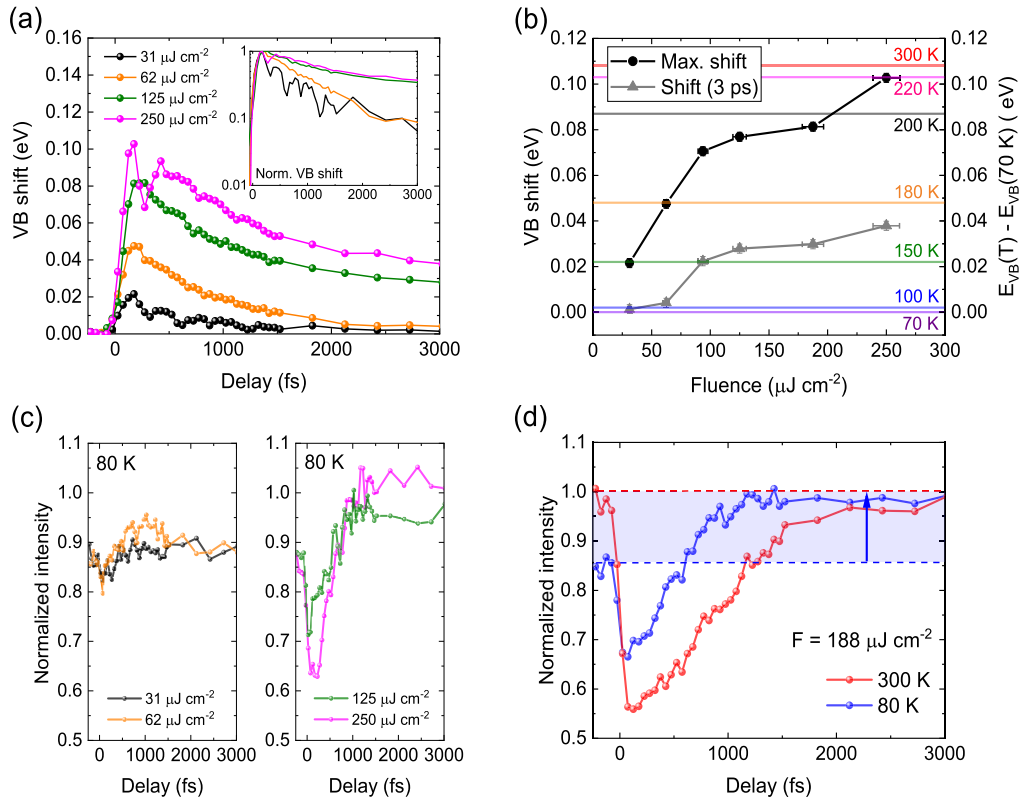 (a)
VB shift (eV)
0.16
0.14
0.12
0.10
0.08
0.06
0.04
0.02
0.00
31 μJ cm-2
62 μJ cm-2
125 μJ cm-2
250 μJ cm-2
1
0.1
0.01
Norm. VB shift
0 1000 2000 3000
0 1000 2000 3000
Delay (fs)
(b)
VB shift (eV)
0.12
0.10
0.08
0.06
0.04
0.02
0.00
Max. shift
Shift (3 ps)
300 K
220 K
200 K
180 K
150 K
100 K
70 K
0.12
0.10
0.08
0.06
0.04
0.02
0.00
EVB(T) - EVB(70 K) ( eV)
0 50 100 150 200 250 300
Fluence (μJ cm-2)
(c)
Normalized intensity
1.1
1.0
0.9
0.8
0.7
0.6
0.5
80 K
31 μJ cm-2
62 μJ cm-2
0 1000 2000 3000
Delay (fs)
80 K
125 μJ cm-2
250 μJ cm-2
0 1000 2000 3000
Delay (fs)
(d)
Normalized intensity
1.1
1.0
0.9
0.8
0.7
0.6
0.5
F = 188 μJ cm-2
300 K
80 K
0 1000 2000 3000
Delay (fs)